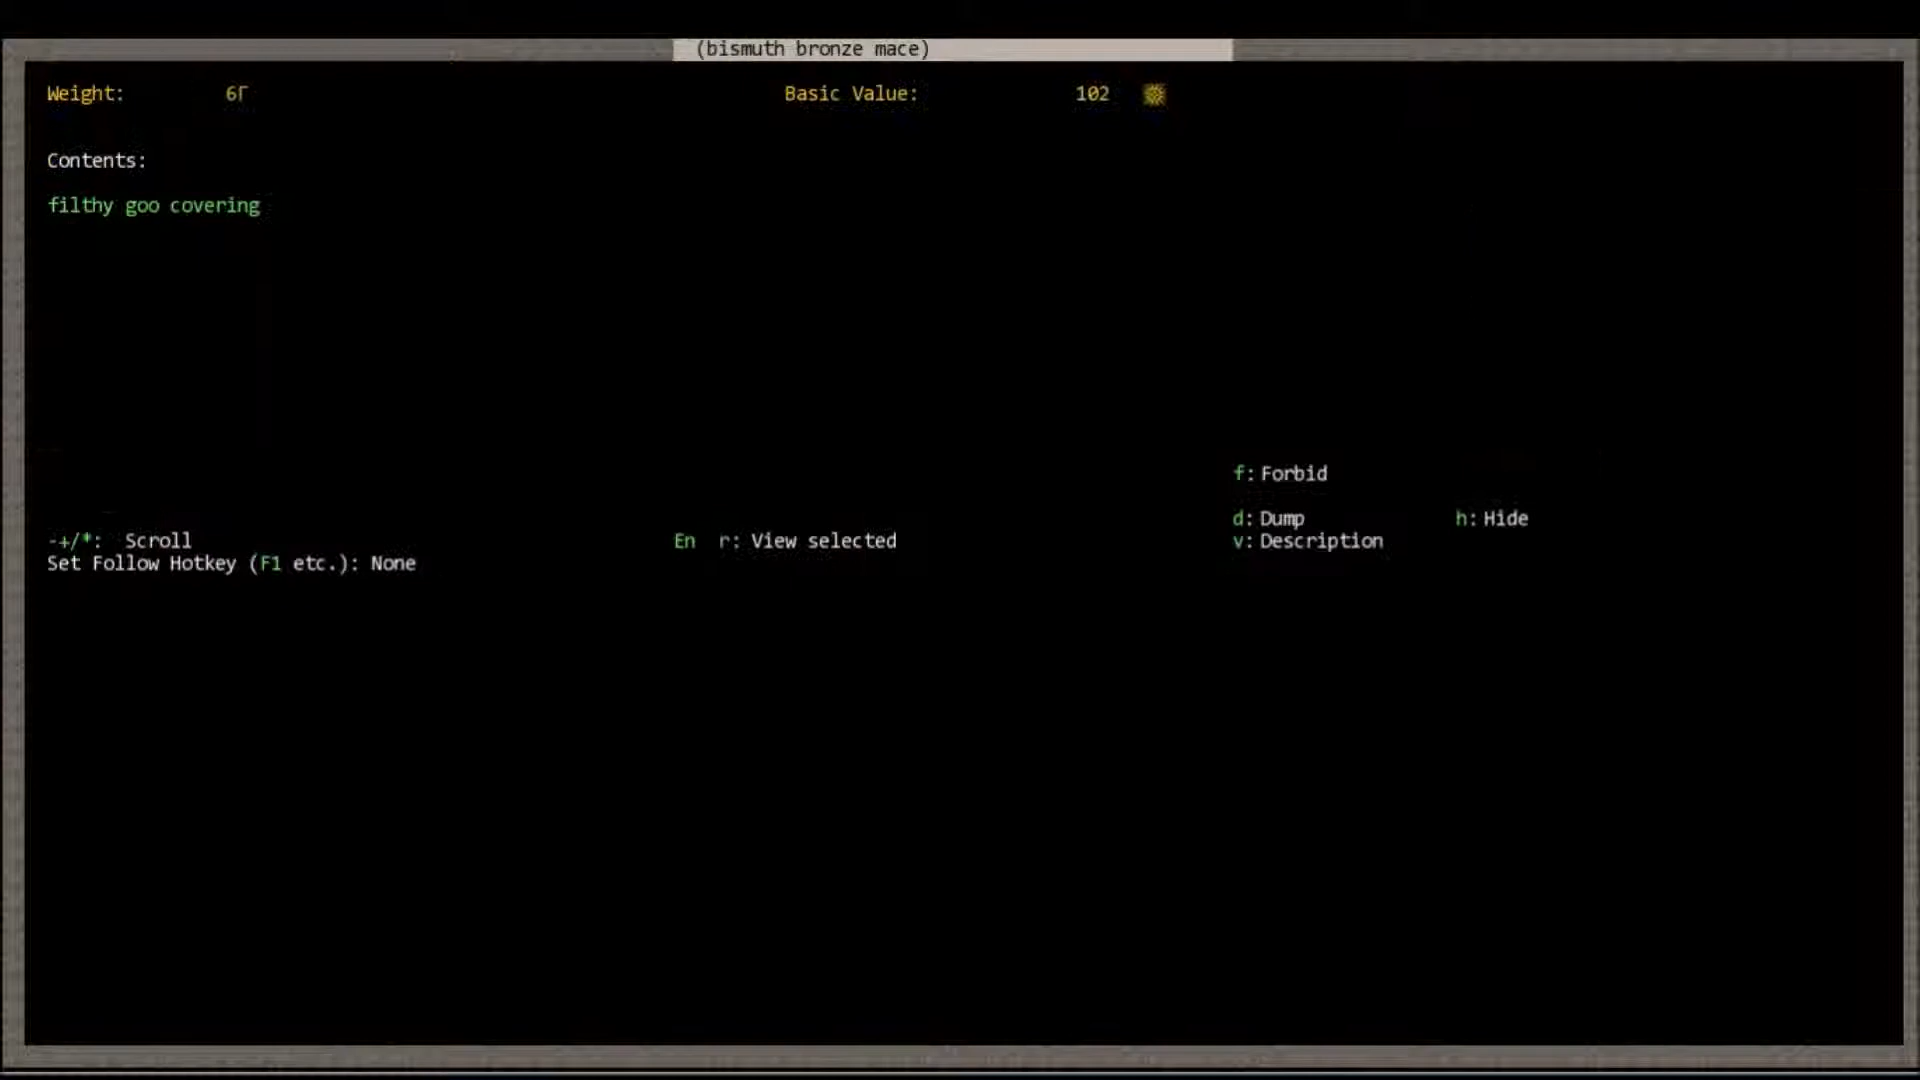 (bismuth bronze mace)
Weight: 6Γ Basic Value: 102 ☼
Contents:
filthy goo covering
f: Forbid
d: Dump h: Hide
-+/*: Scroll En r: View selected v: Description
Set Follow Hotkey (F1 etc.): None